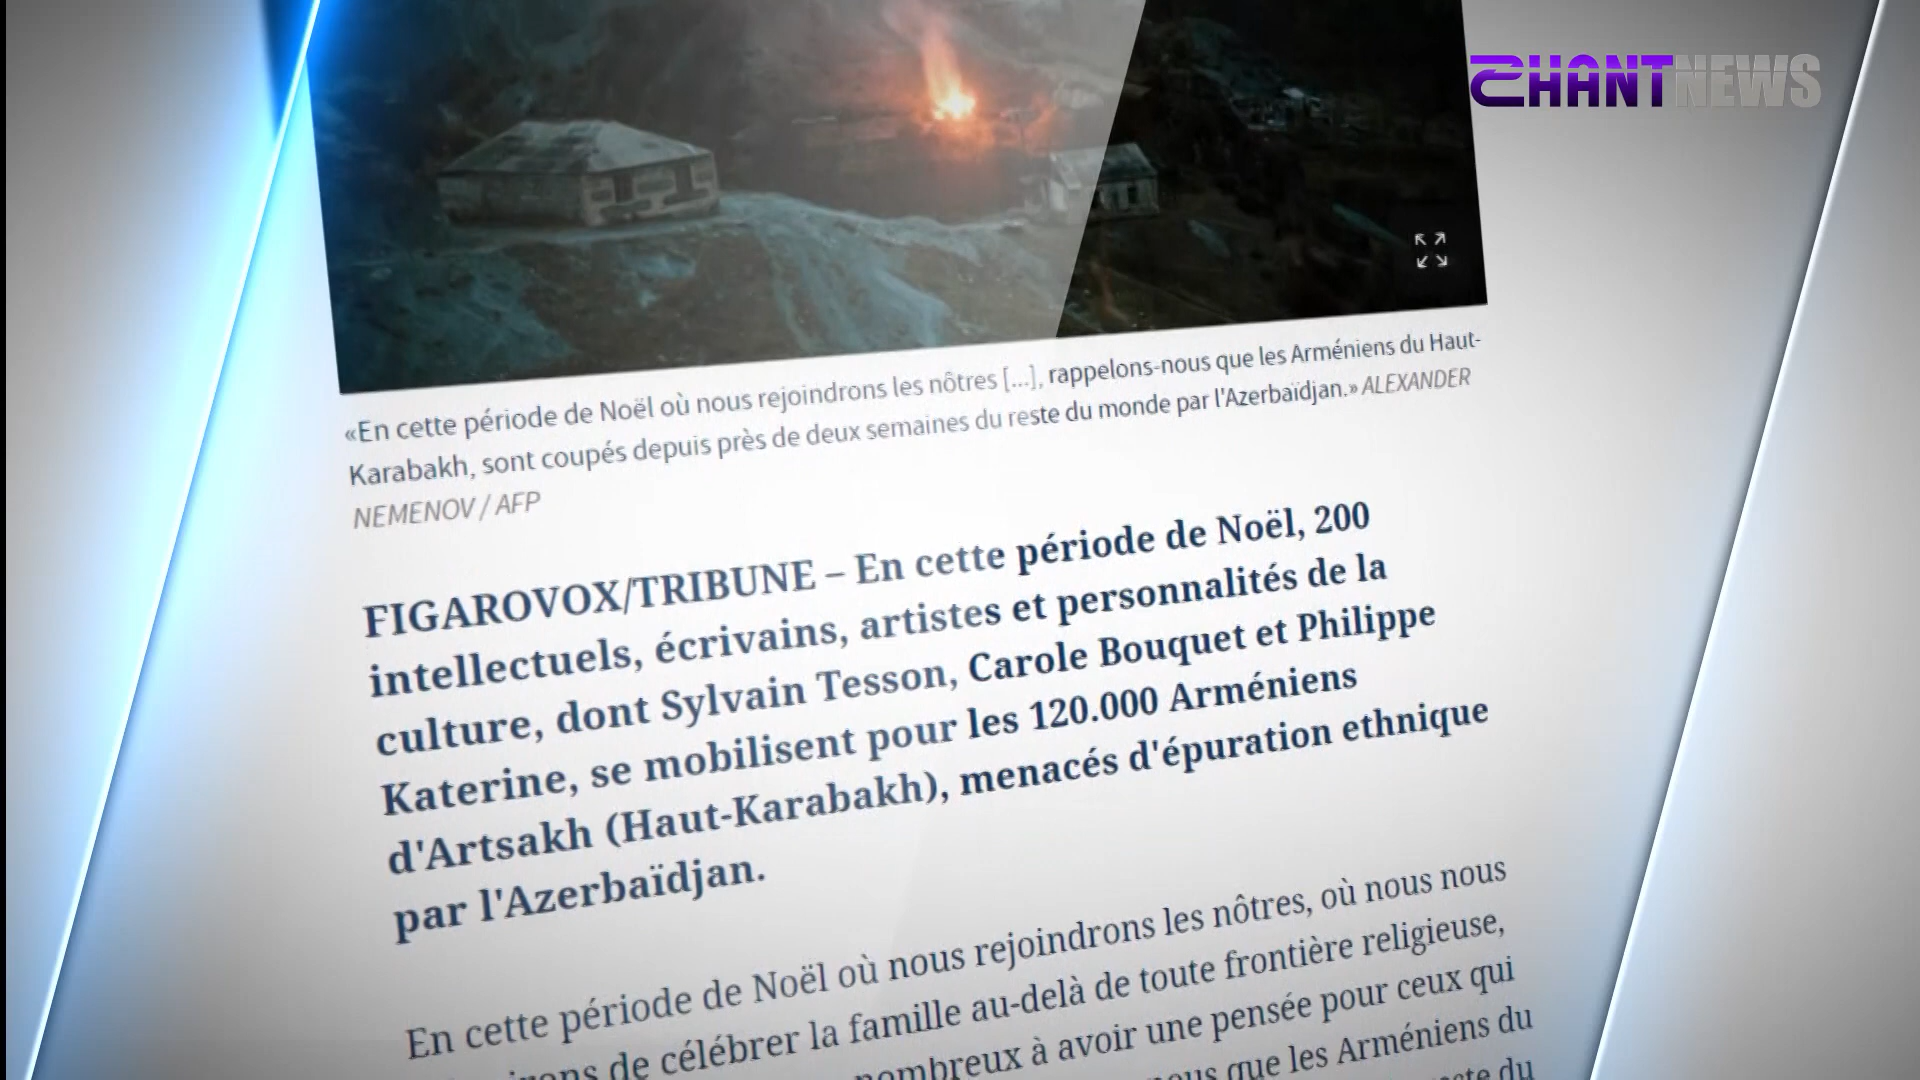 SHANTNEWS
«En cette période de Noël où nous rejoindrons les nôtres [...], rappelons-nous que les Arméniens du Haut-
Karabakh, sont coupés depuis près de deux semaines du reste du monde par l'Azerbaïdjan.» ALEXANDER
NEMENOV / AFP
FIGAROVOX/TRIBUNE – En cette période de Noël, 200
intellectuels, écrivains, artistes et personnalités de la
culture, dont Sylvain Tesson, Carole Bouquet et Philippe
Katerine, se mobilisent pour les 120.000 Arméniens
d'Artsakh (Haut-Karabakh), menacés d'épuration ethnique
par l'Azerbaïdjan.
En cette période de Noël où nous rejoindrons les nôtres, où nous nous
de célébrer la famille au-delà de toute frontière religieuse,
nombreux à avoir une pensée pour ceux qui
que les Arméniens du
du